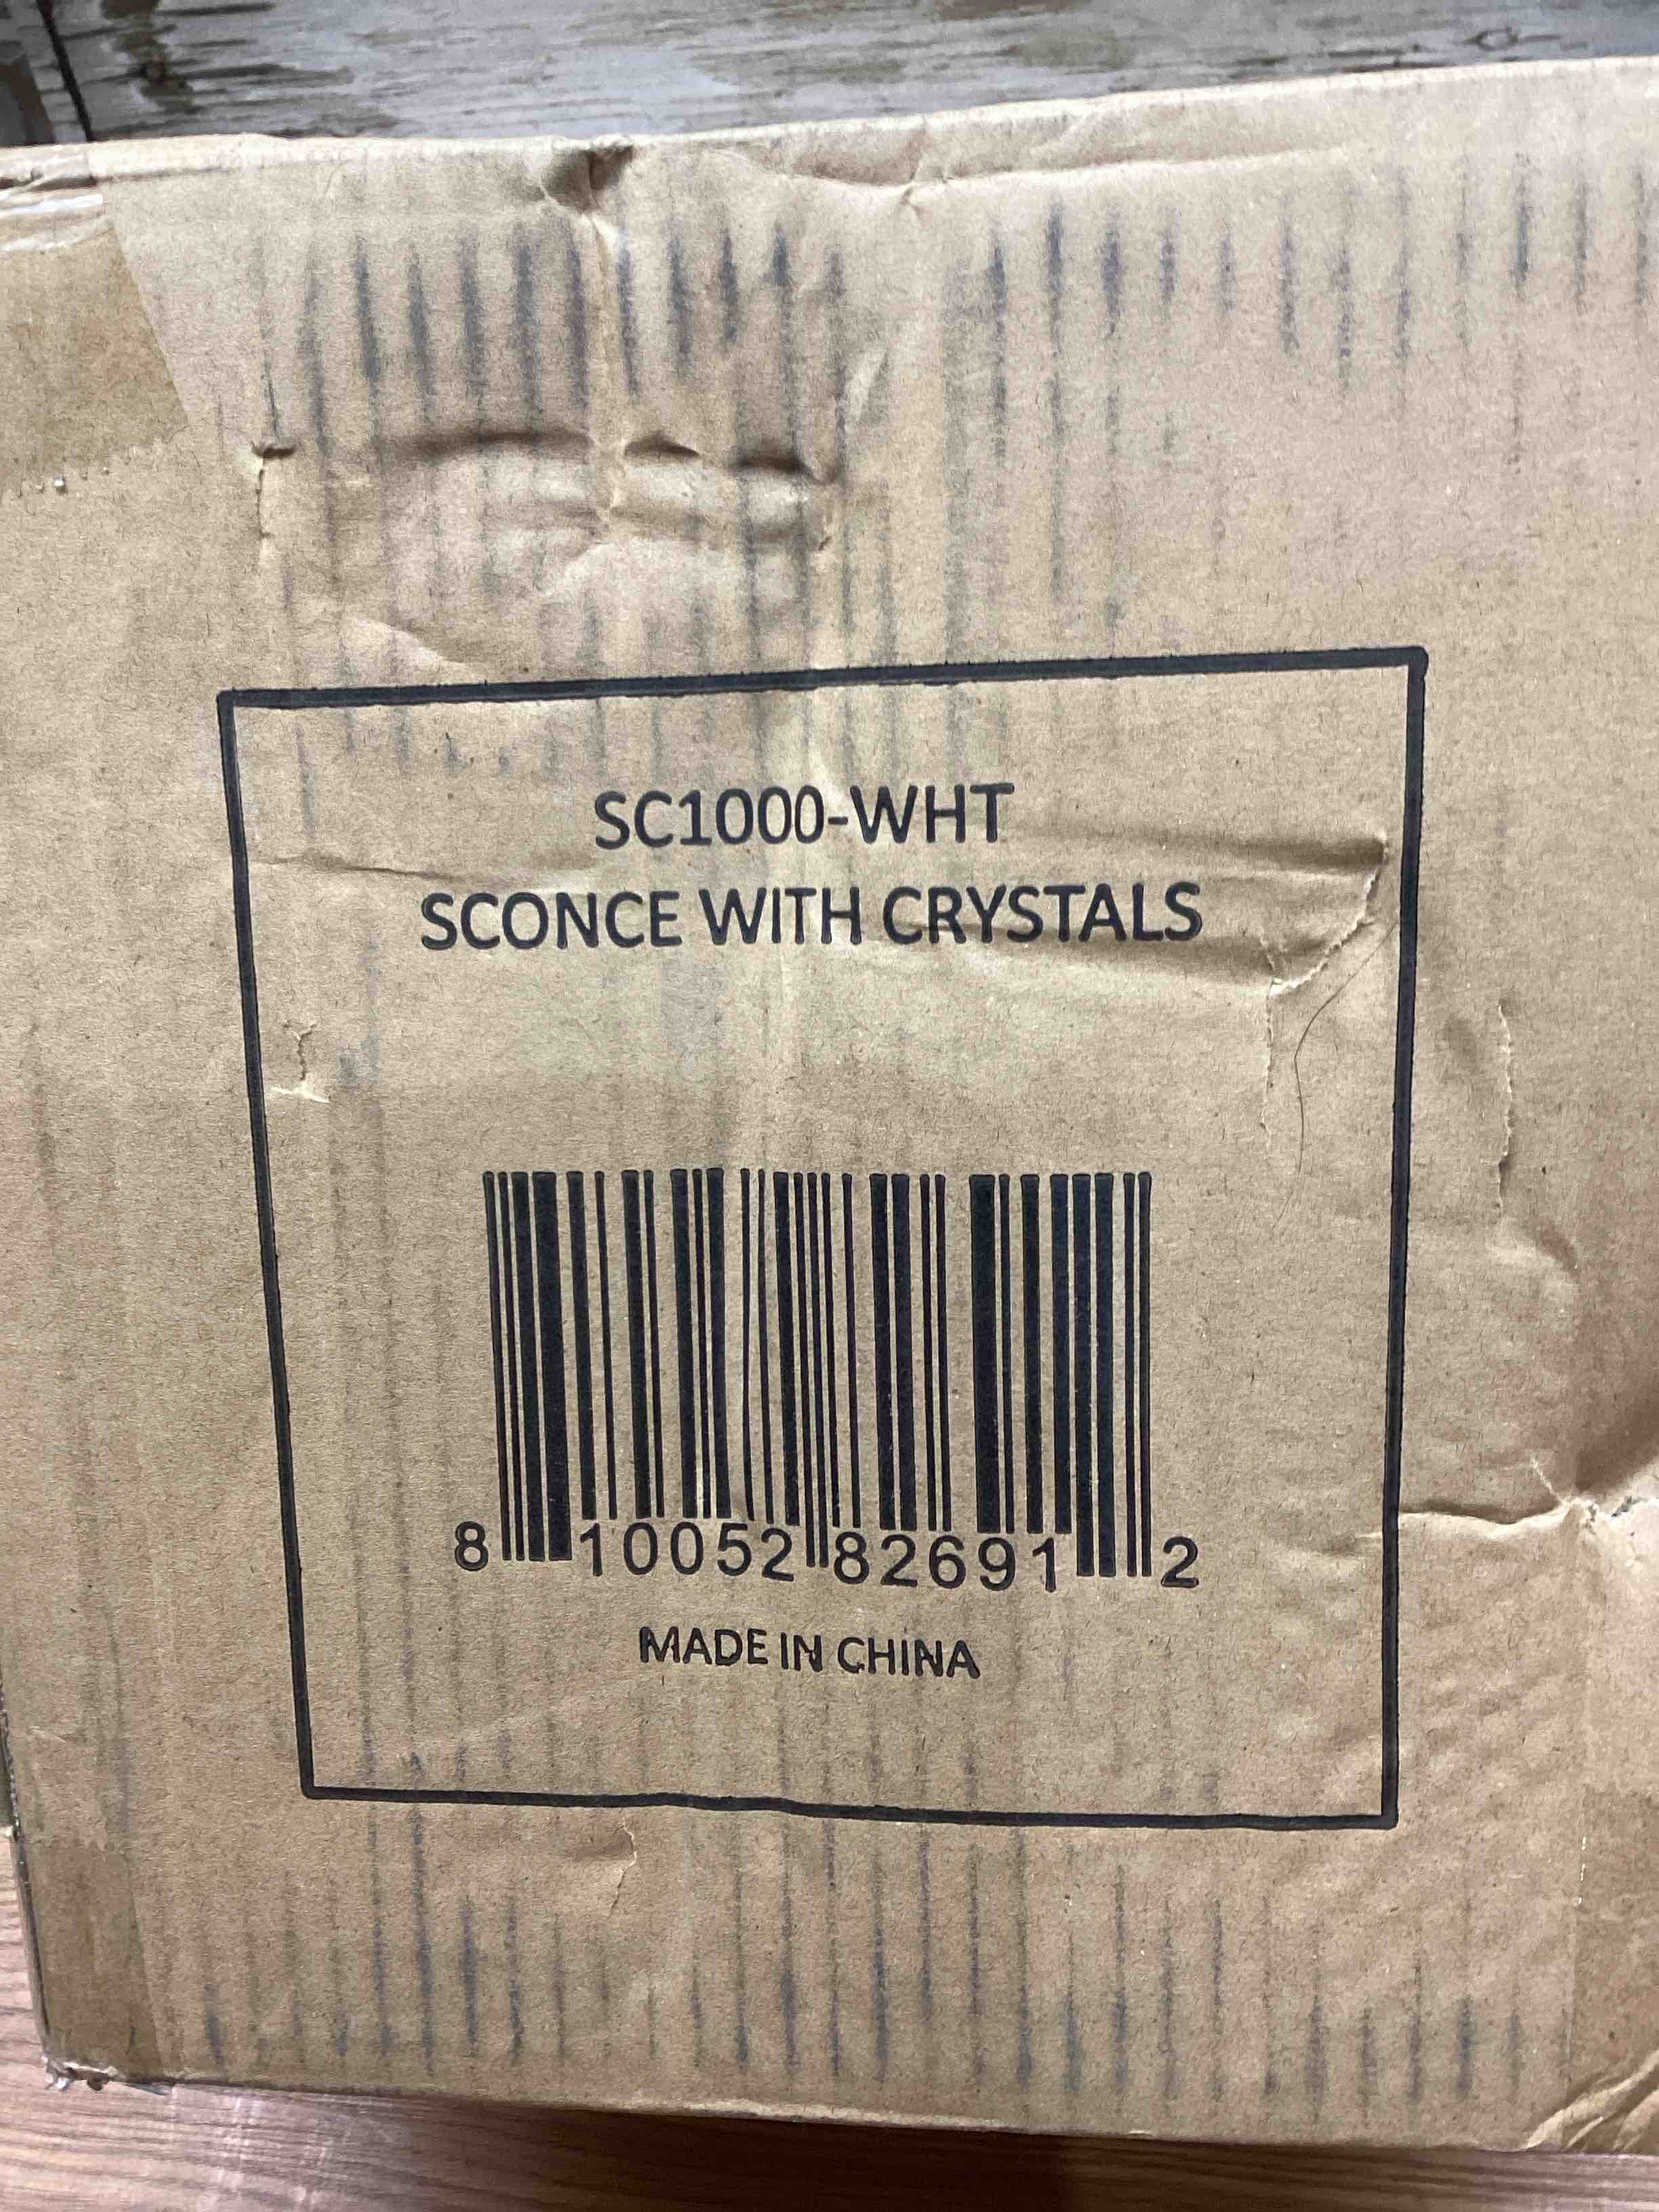 SC1000-WHT
SCONCE WITH CRYSTALS
8 10052 82691 2
MADE IN CHINA